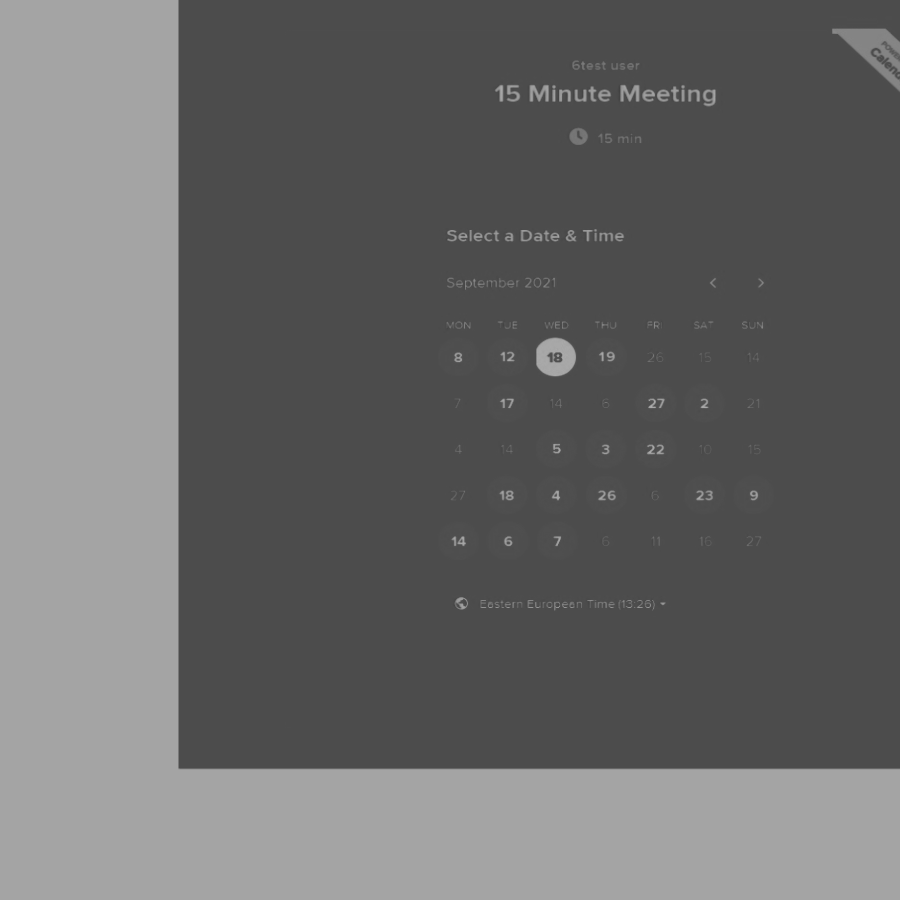 6test user
15 Minute Meeting
15 min
Select a Date & Time
September 2021
MON TUE WED THU FRI SAT SUN
8 12 18 19 26 15 14
7 17 14 6 27 2 21
4 14 5 3 22 10 15
27 18 4 26 6 23 9
14 6 7 6 11 16 27
Eastern European Time (13:26)